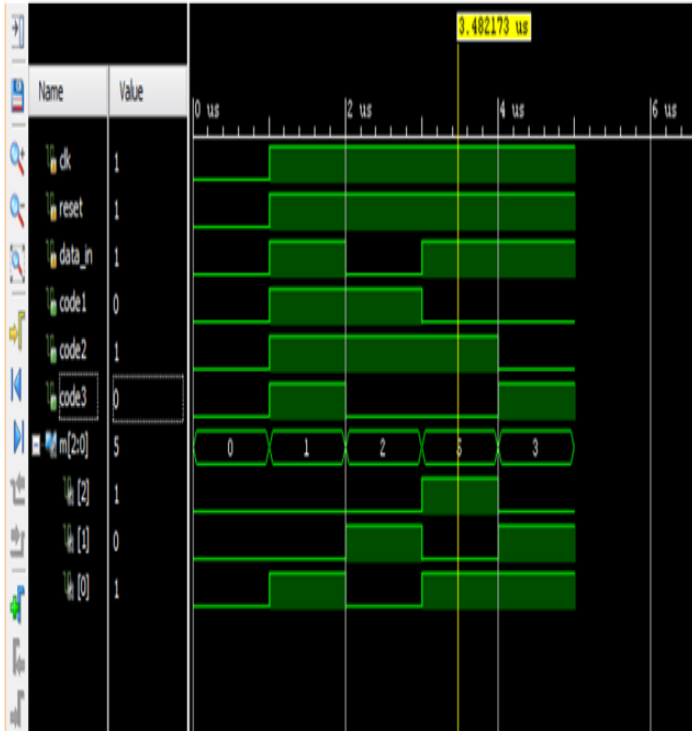 3.482173 us
Name Value
0 us 2 us 4 us 6 us
clk 1
reset 1
data_in 1
code1 0
code2 1
code3 0
m[2:0] 5 0 1 2 5 3
[2] 1
[1] 0
[0] 1